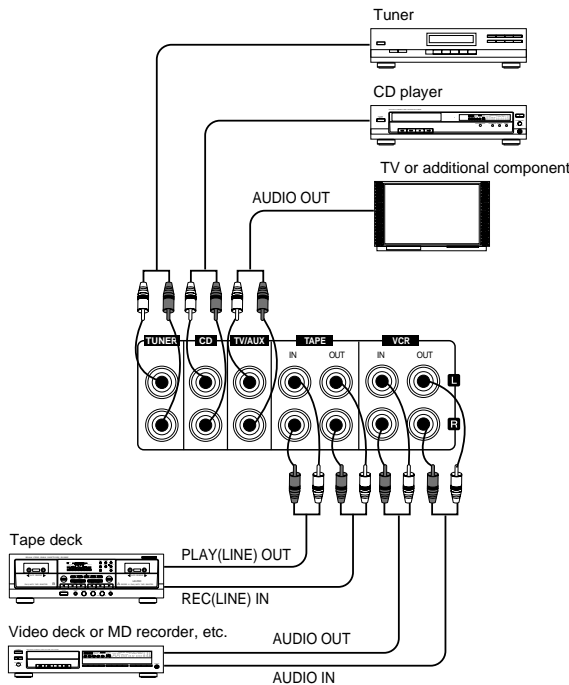 Tuner
CD player
TV or additional component
AUDIO OUT
TUNER CD TV/AUX TAPE VCR
IN OUT IN OUT
L
R
Tape deck
PLAY(LINE) OUT
REC(LINE) IN
Video deck or MD recorder, etc.
AUDIO OUT
AUDIO IN